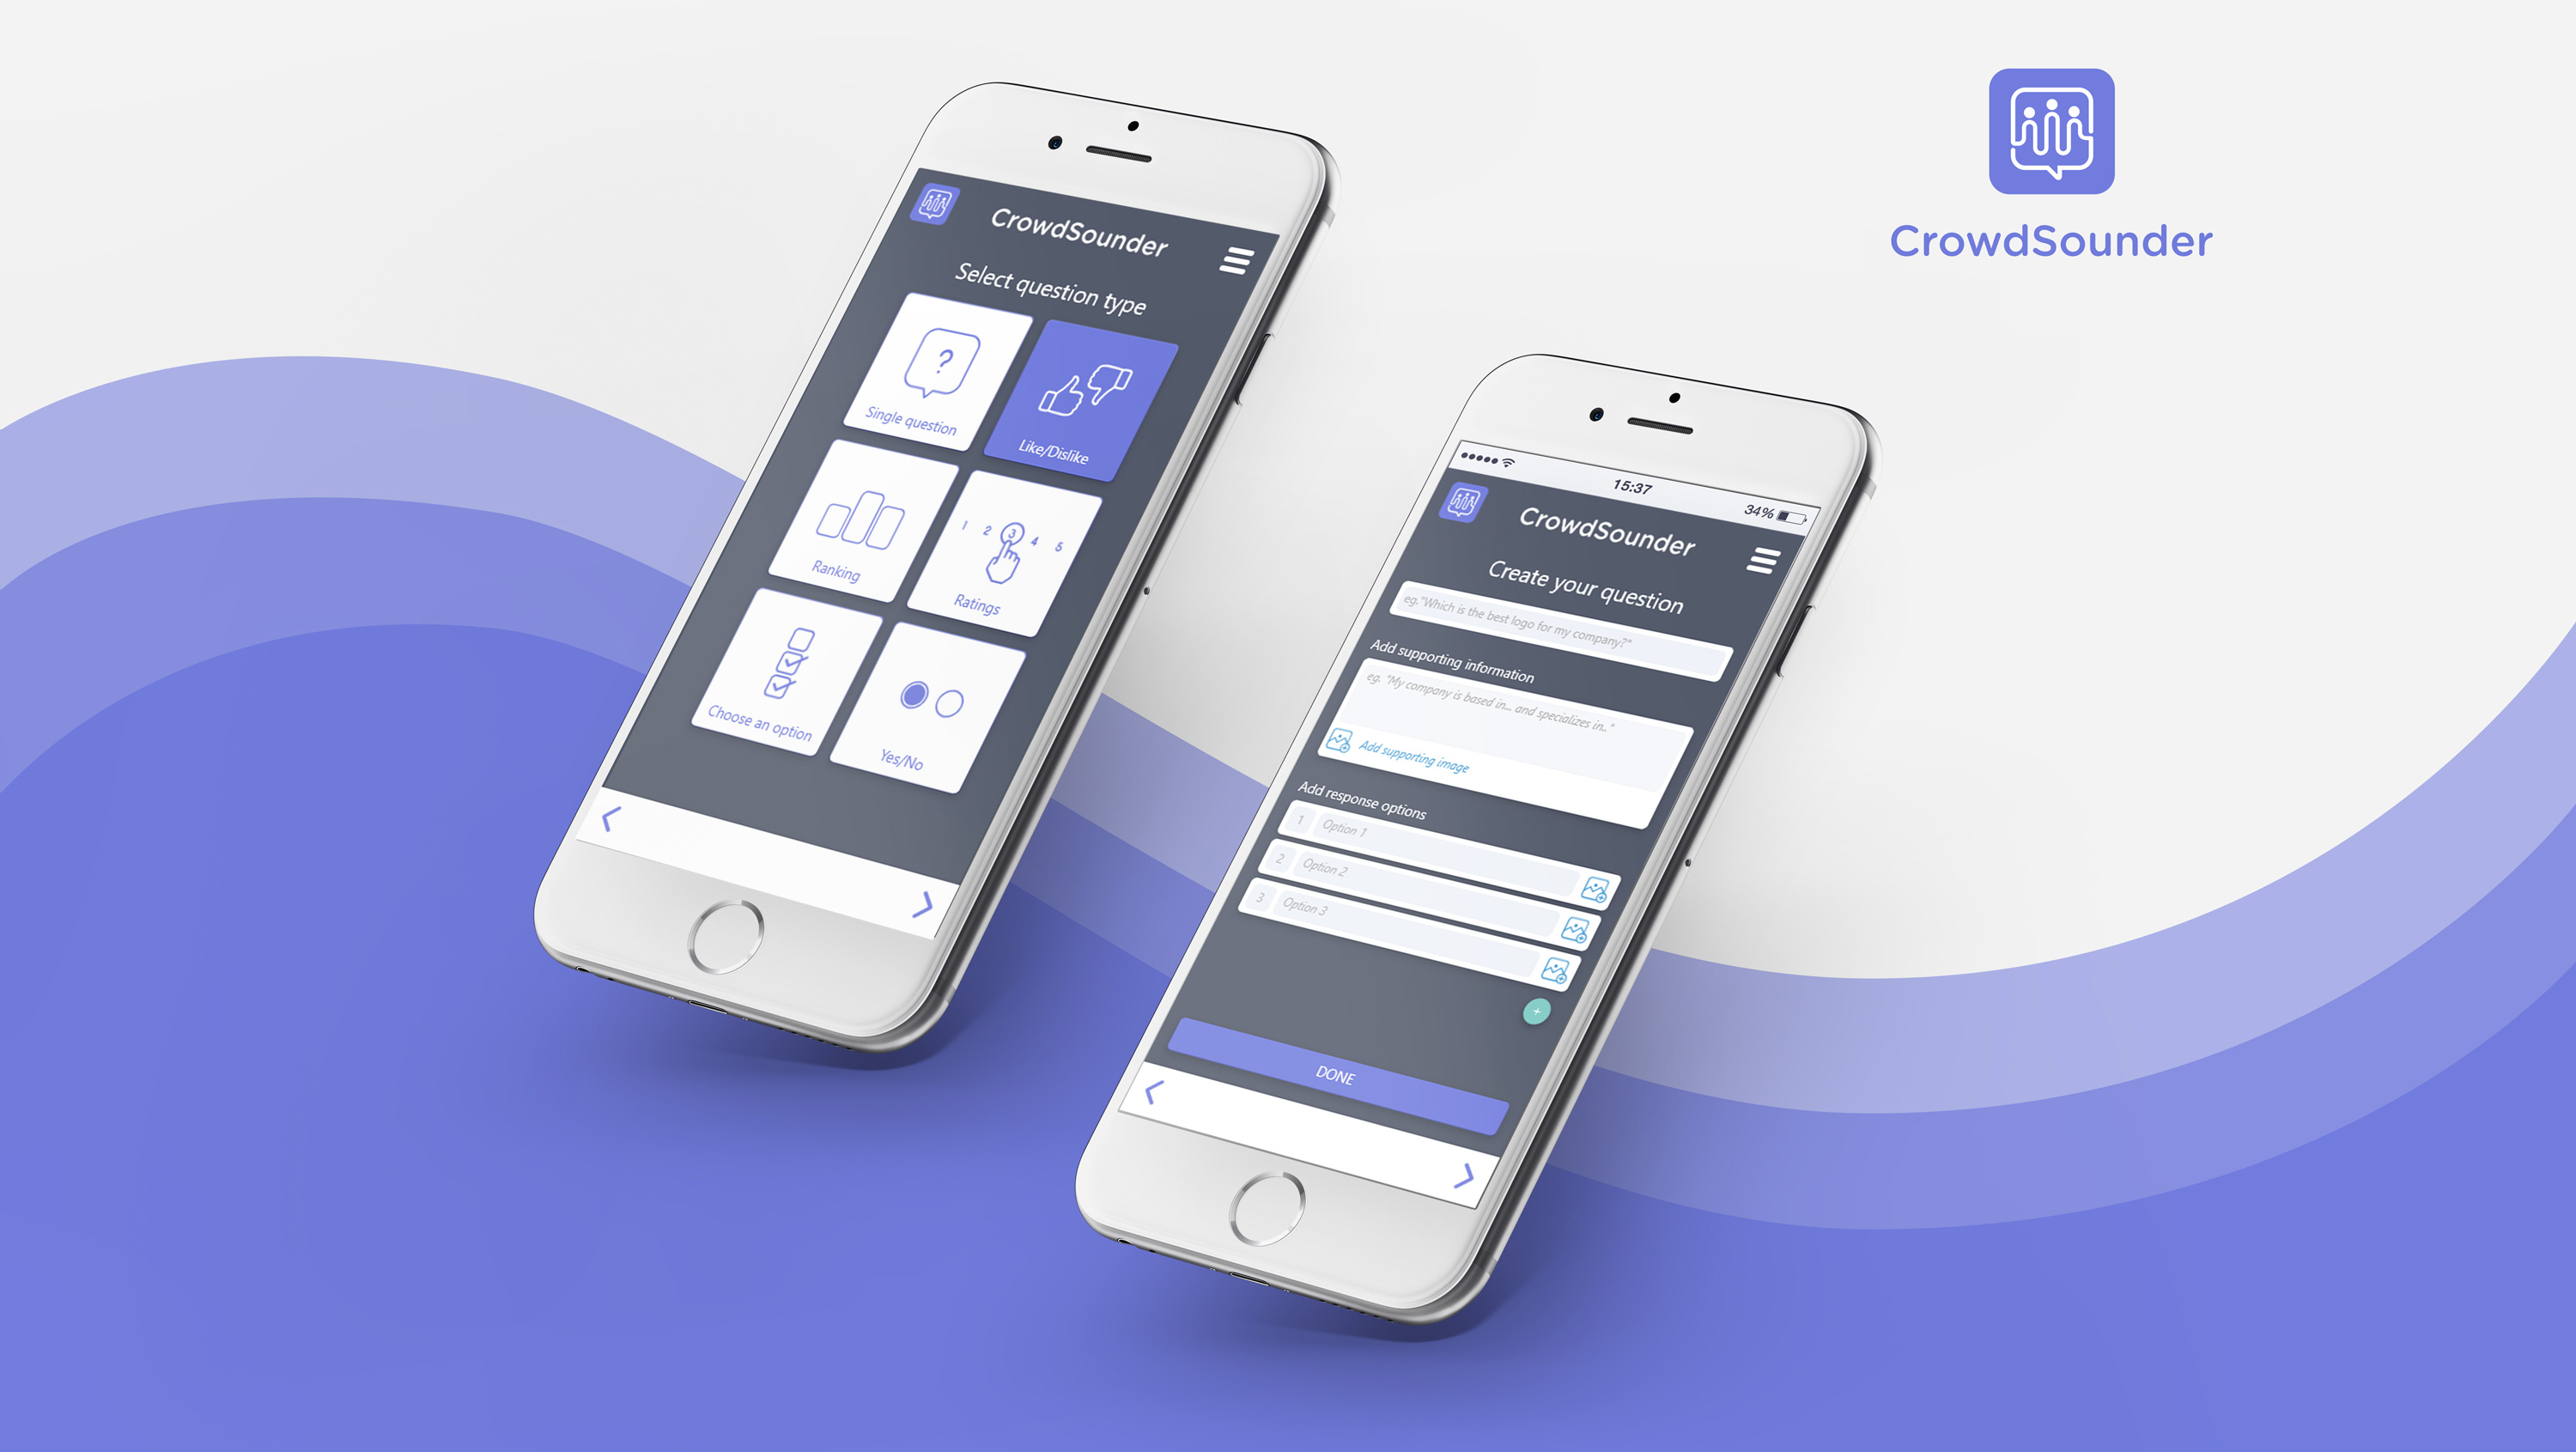 CrowdSounder
CrowdSounder
Select question type
?
Single question
Like/Dislike
Ranking
1 2 3 4 5
Ratings
Choose an option
Yes/No
15:37
34%
CrowdSounder
Create your question
eg."Which is the best logo for my company?"
Add supporting information
eg. "My company is based in... and specializes in.."
Add supporting image
Add response options
1 Option 1
2 Option 2
3 Option 3
+
DONE